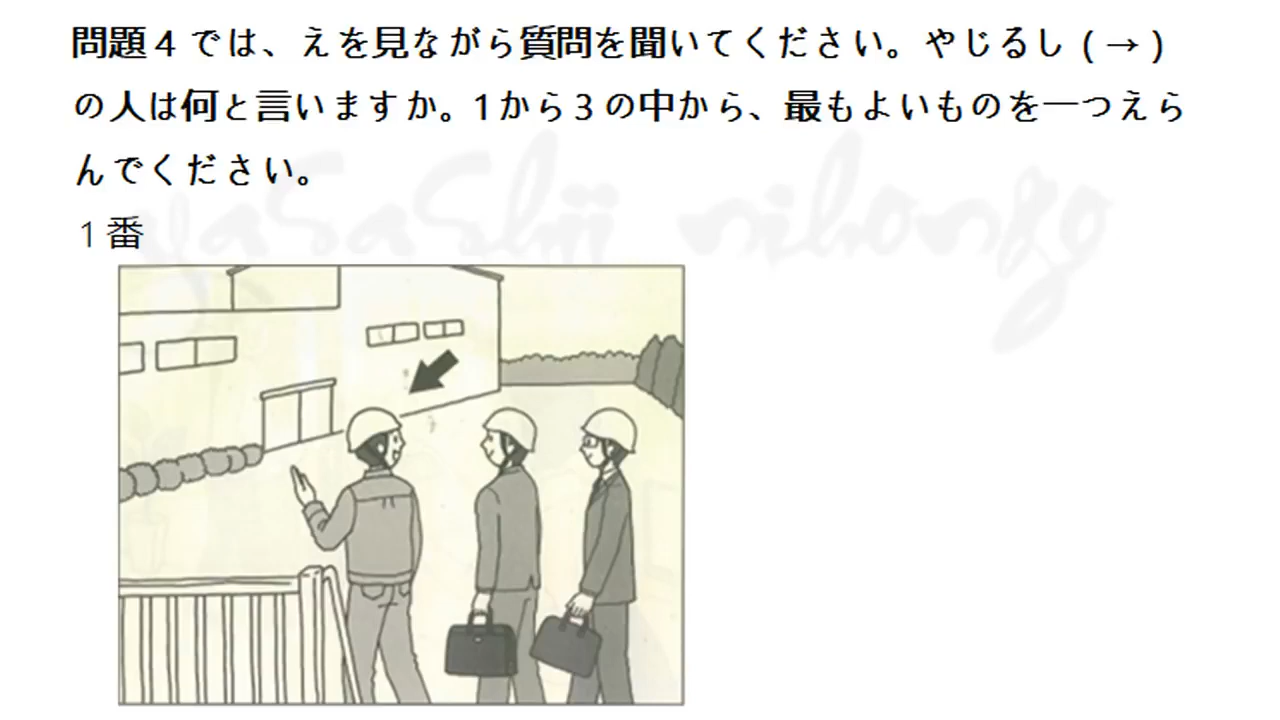 問題４では、えを見ながら質問を聞いてください。やじるし（→）
の人は何と言いますか。1から３の中から、最もよいものを一つえら
んでください。
１番
yasashii nihongo